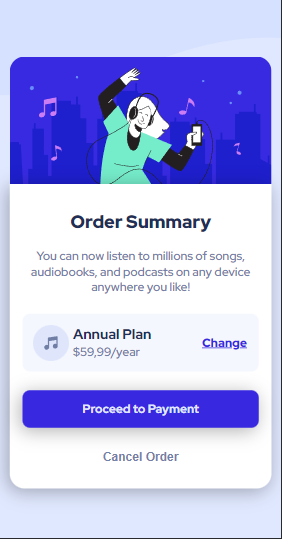 Order Summary
You can now listen to millions of songs,
audiobooks, and podcasts on any device
anywhere you like!
Annual Plan
$59,99/year
Change
Proceed to Payment
Cancel Order